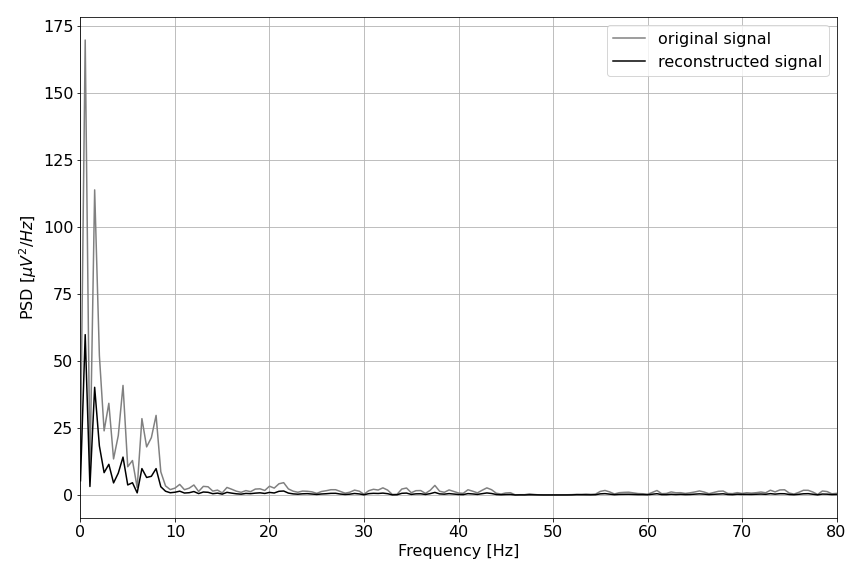 175
150
125
100
75
50
25
0
PSD [μV²/Hz]
original signal
reconstructed signal
0 10 20 30 40 50 60 70 80
Frequency [Hz]